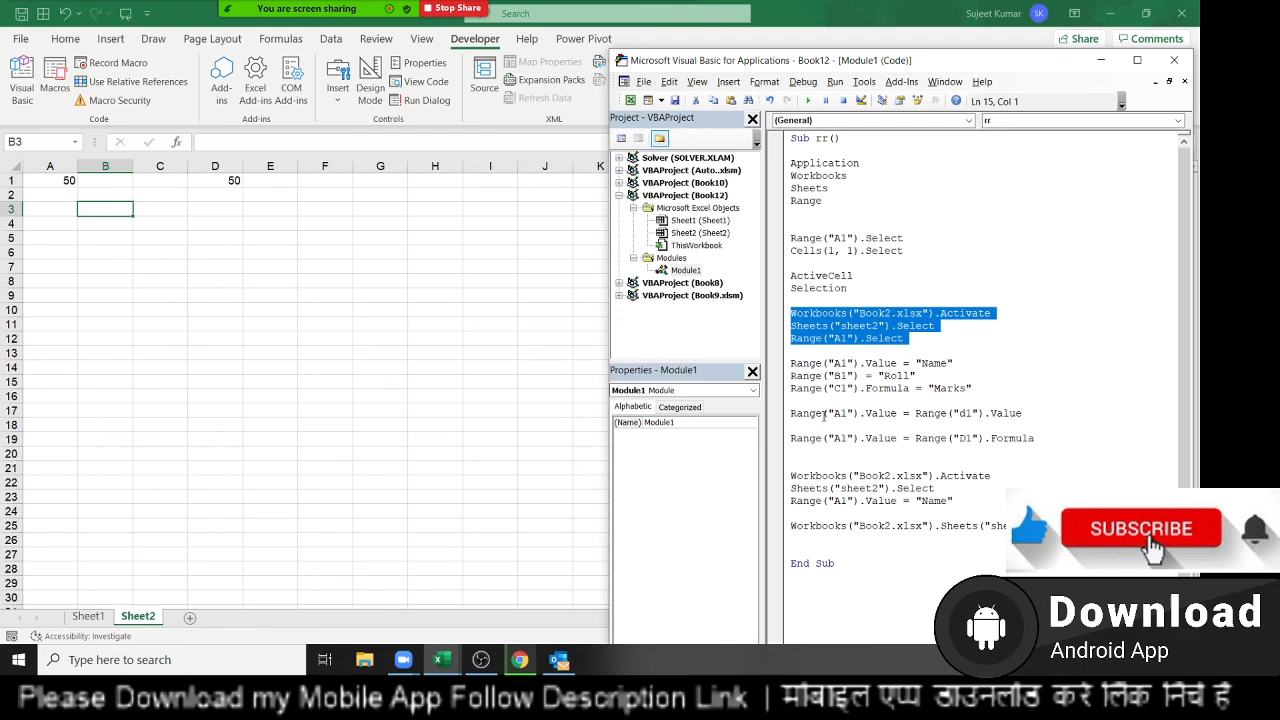 You are screen sharing
Stop Share
Search
Sujeet Kumar
SK
File Home Insert Draw Page Layout Formulas Data Review View Developer Help Power Pivot
Share
Comments
Visual Basic
Macros
Record Macro
Use Relative References
Macro Security
Code
Add-ins
Excel Add-ins
COM Add-ins
Add-ins
Insert
Design Mode
Properties
View Code
Run Dialog
Controls
Source
Map Properties
Expansion Packs
Refresh Data
XML
B3
A B C D E F G H I J K
1 50 50
2
3
4
5
6
7
8
9
10
11
12
13
14
15
16
17
18
19
20
21
22
23
24
25
26
27
28
29
Sheet1
Sheet2
Accessibility: Investigate
Microsoft Visual Basic for Applications - Book12 - [Module1 (Code)]
File Edit View Insert Format Debug Run Tools Add-Ins Window Help
Ln 15, Col 1
Project - VBAProject
Solver (SOLVER.XLAM)
VBAProject (Auto..xlsm)
VBAProject (Book10)
VBAProject (Book12)
Microsoft Excel Objects
Sheet1 (Sheet1)
Sheet2 (Sheet2)
ThisWorkbook
Modules
Module1
VBAProject (Book8)
VBAProject (Book9.xlsm)
Properties - Module1
Module1 Module
Alphabetic Categorized
(Name) Module1
(General)
rr
Sub rr()
Application
Workbooks
Sheets
Range
Range("A1").Select
Cells(1, 1).Select
ActiveCell
Selection
Workbooks("Book2.xlsx").Activate
Sheets("sheet2").Select
Range("A1").Select
Range("A1").Value = "Name"
Range("B1") = "Roll"
Range("C1").Formula = "Marks"
Range("A1").Value = Range("d1").Value
Range("A1").Value = Range("D1").Formula
Workbooks("Book2.xlsx").Activate
Sheets("sheet2").Select
Range("A1").Value = "Name"
Workbooks("Book2.xlsx").Sheets("she
End Sub
SUBSCRIBE
Download
Android App
Type here to search
Please Download my Mobile App Follow Description Link | मोबाइल एप्प डाउनलोड करे लिंक निचे है